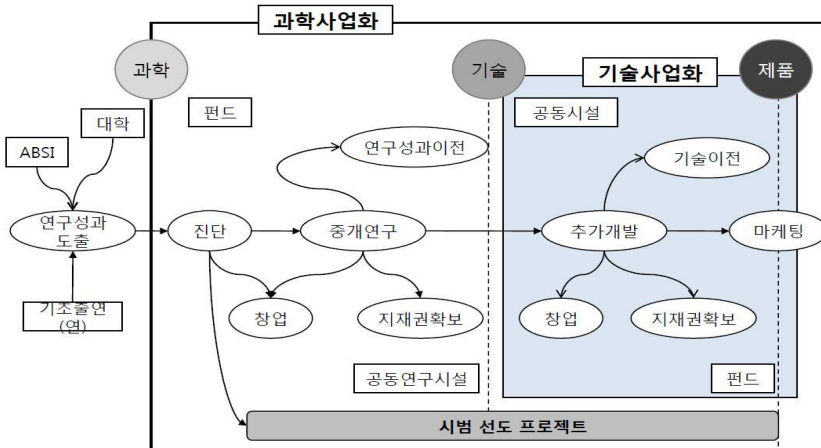 과학사업화
과학
기술
기술사업화
제품
펀드
공동시설
대학
ABSI
연구성과이전
기술이전
연구성과
도출
진단
중개연구
추가개발
마케팅
기초출연
(연)
창업
지재권확보
창업
지재권확보
공동연구시설
펀드
시범 선도 프로젝트